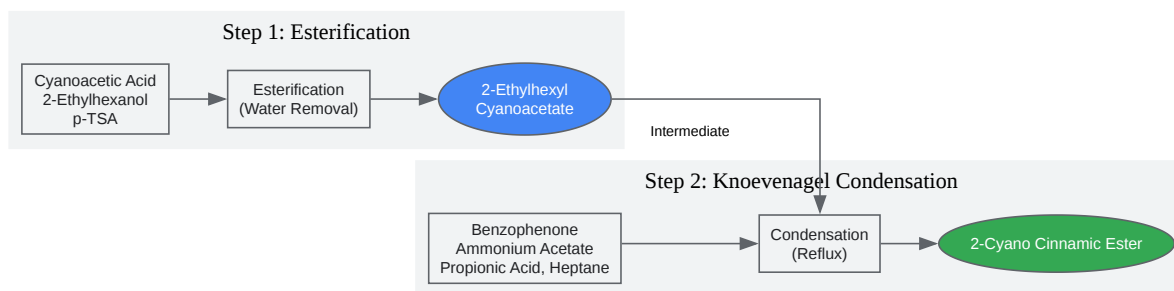 Step 1: Esterification
Cyanoacetic Acid
2-Ethylhexanol
p-TSA
Esterification
(Water Removal)
2-Ethylhexyl
Cyanoacetate
Intermediate
Step 2: Knoevenagel Condensation
Benzophenone
Ammonium Acetate
Propionic Acid, Heptane
Condensation
(Reflux)
2-Cyano Cinnamic Ester